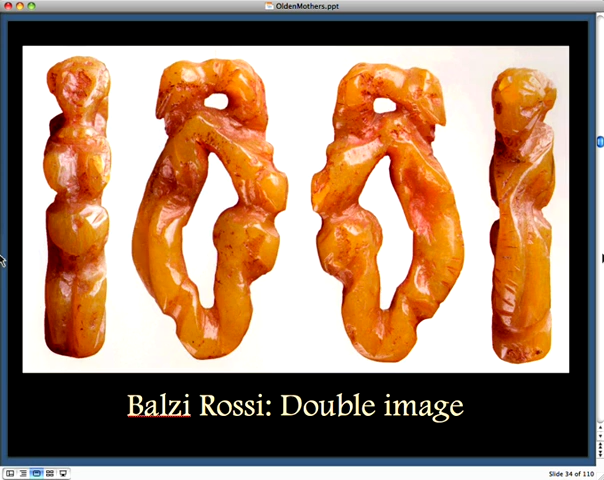 OldenMothers.ppt
Balzi Rossi: Double image
Slide 34 of 110